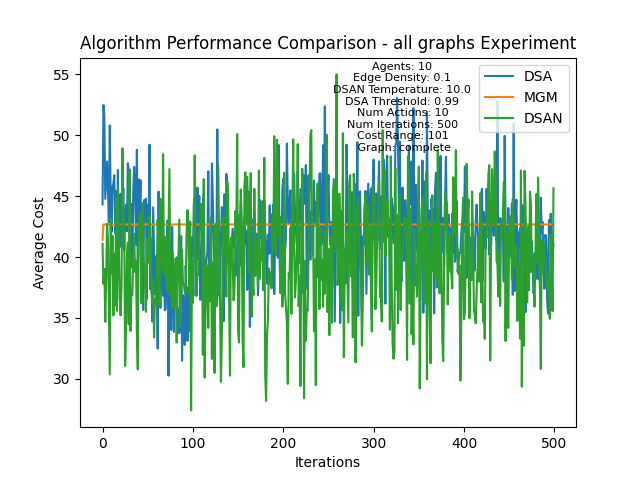 Algorithm Performance Comparison - all graphs Experiment
Agents: 10
Edge Density: 0.1
DSAN Temperature: 10.0
DSA Threshold: 0.99
Num Actions: 10
Num Iterations: 500
Cost Range: 101
Graph: complete
DSA
MGM
DSAN
55
50
45
40
35
30
Average Cost
0
100
200
300
400
500
Iterations